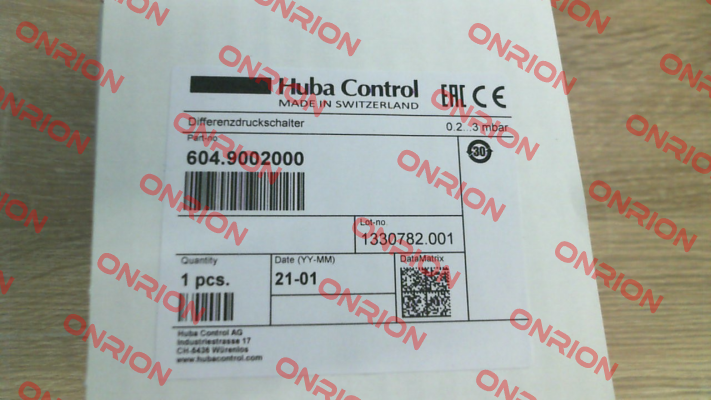 Huba Control
MADE IN SWITZERLAND
EAC CE
Differenzdruckschalter
0.2...3 mbar
Part-no
604.9002000
30
Lot-no
1330782.001
Quantity
1 pcs.
Date (YY-MM)
21-01
DataMatrix
Huba Control AG
Industriestrasse 17
CH-5436 Würenlos
www.hubacontrol.com
ONRION